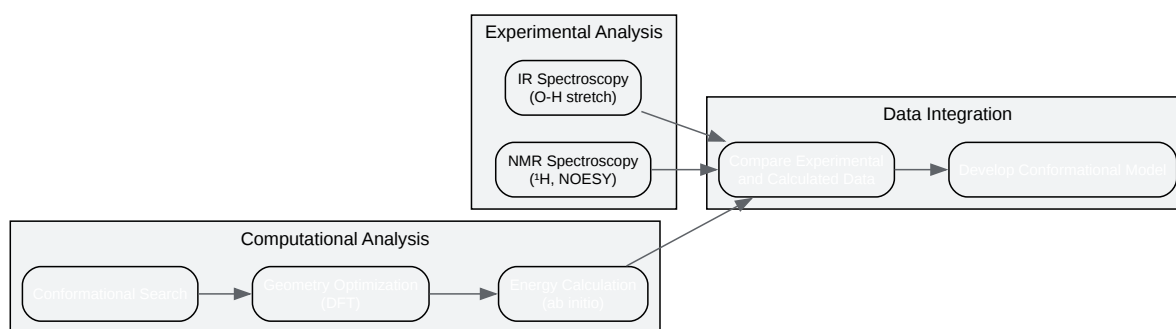 Experimental Analysis
IR Spectroscopy
(O-H stretch)
NMR Spectroscopy
(¹H, NOESY)
Data Integration
Compare Experimental
and Calculated Data
Develop Conformational Model
Computational Analysis
Conformational Search
Geometry Optimization
(DFT)
Energy Calculation
(ab initio)